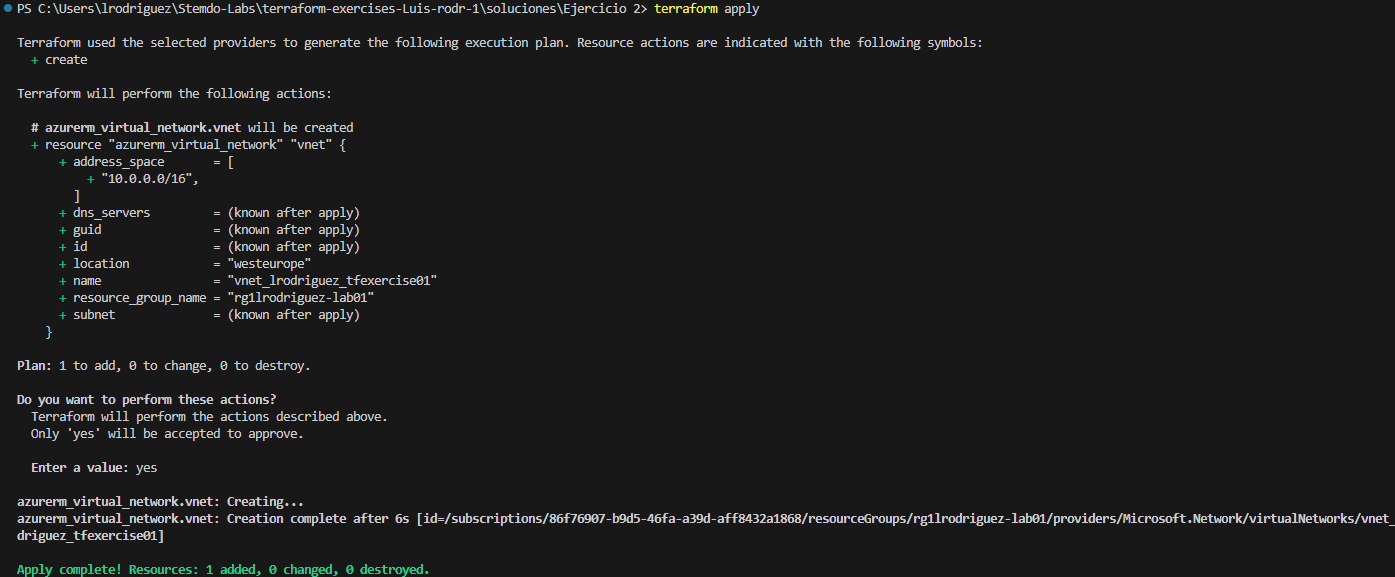 PS C:\Users\lrodriguez\Stemdo-Labs\terraform-exercises-Luis-rodr-1\soluciones\Ejercicio 2> terraform apply
Terraform used the selected providers to generate the following execution plan. Resource actions are indicated with the following symbols:
+ create
Terraform will perform the following actions:
# azurerm_virtual_network.vnet will be created
+ resource "azurerm_virtual_network" "vnet" {
+ address_space       = [
+ "10.0.0.0/16",
]
+ dns_servers         = (known after apply)
+ guid                = (known after apply)
+ id                  = (known after apply)
+ location            = "westeurope"
+ name                = "vnet_lrodriguez_tfexercise01"
+ resource_group_name = "rg1lrodriguez-lab01"
+ subnet              = (known after apply)
}
Plan: 1 to add, 0 to change, 0 to destroy.
Do you want to perform these actions?
Terraform will perform the actions described above.
Only 'yes' will be accepted to approve.
Enter a value: yes
azurerm_virtual_network.vnet: Creating...
azurerm_virtual_network.vnet: Creation complete after 6s [id=/subscriptions/86f76907-b9d5-46fa-a39d-aff8432a1868/resourceGroups/rg1lrodriguez-lab01/providers/Microsoft.Network/virtualNetworks/vnet_
driguez_tfexercise01]
Apply complete! Resources: 1 added, 0 changed, 0 destroyed.